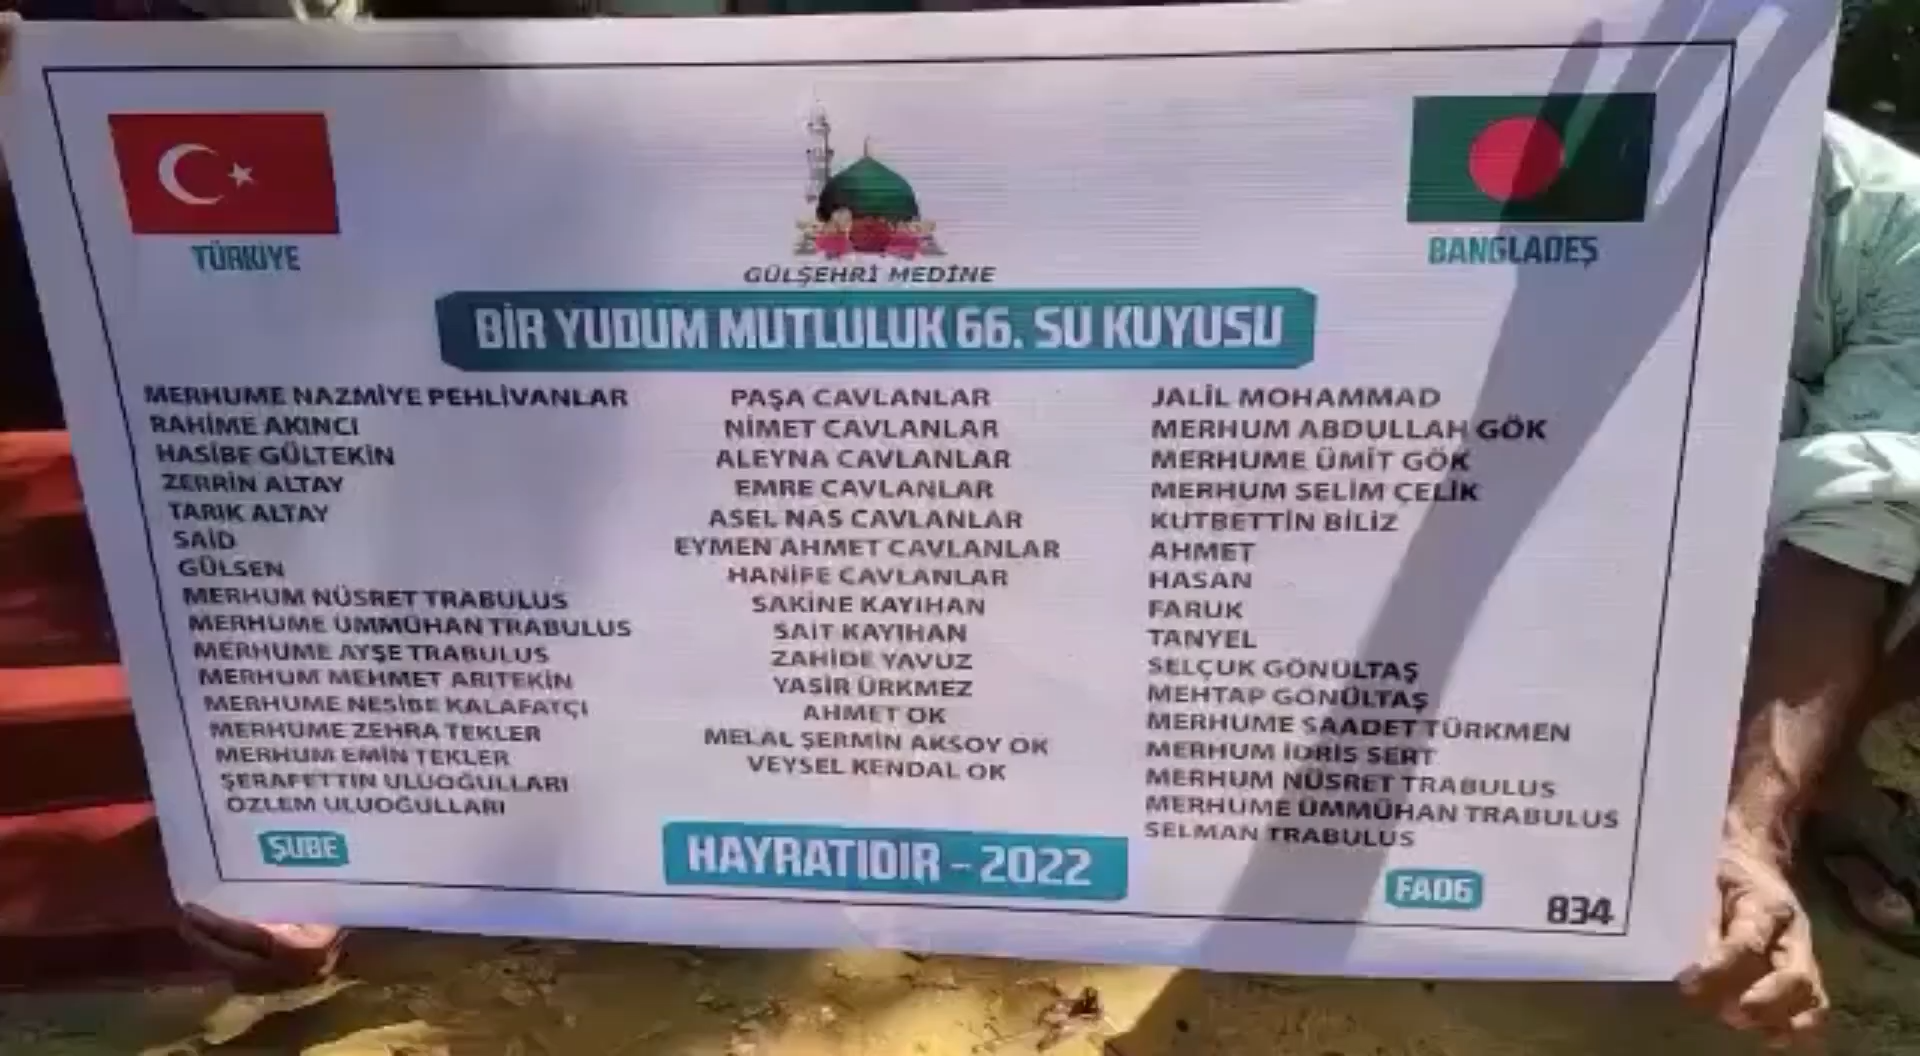 TÜRKİYE
GÜLŞEHRİ MEDİNE
BANGLADEŞ
BİR YUDUM MUTLULUK 66. SU KUYUSU
MERHUME NAZMİYE PEHLİVANLAR
RAHİME AKINCI
HASİBE GÜLTEKİN
ZERRİN ALTAY
TARIK ALTAY
SAİD
GÜLSEN
MERHUM NÜSRET TRABULUS
MERHUME ÜMMÜHAN TRABULUS
MERHUME AYŞE TRABULUS
MERHUM MEHMET ARITEKİN
MERHUME NESİBE KALAFATÇI
MERHUME ZEHRA TEKLER
MERHUM EMİN TEKLER
ŞERAFETTİN ULUOĞULLARI
ÖZLEM ULUOĞULLARI
PAŞA CAVLANLAR
NİMET CAVLANLAR
ALEYNA CAVLANLAR
EMRE CAVLANLAR
ASEL NAS CAVLANLAR
EYMEN AHMET CAVLANLAR
HANİFE CAVLANLAR
SAKİNE KAYIHAN
SAİT KAYIHAN
ZAHİDE YAVUZ
YASİR ÜRKMEZ
AHMET OK
MELAL ŞERMİN AKSOY OK
VEYSEL KENDAL OK
JALİL MOHAMMAD
MERHUM ABDULLAH GÖK
MERHUME ÜMİT GÖK
MERHUM SELİM ÇELİK
KUTBETTİN BİLİZ
AHMET
HASAN
FARUK
TANYEL
SELÇUK GÖNÜLTAŞ
MEHTAP GÖNÜLTAŞ
MERHUME SAADET TÜRKMEN
MERHUM İDRİS SERT
MERHUM NÜSRET TRABULUS
MERHUME ÜMMÜHAN TRABULUS
SELMAN TRABULUS
ŞUBE
HAYRATIDIR - 2022
FA06
834